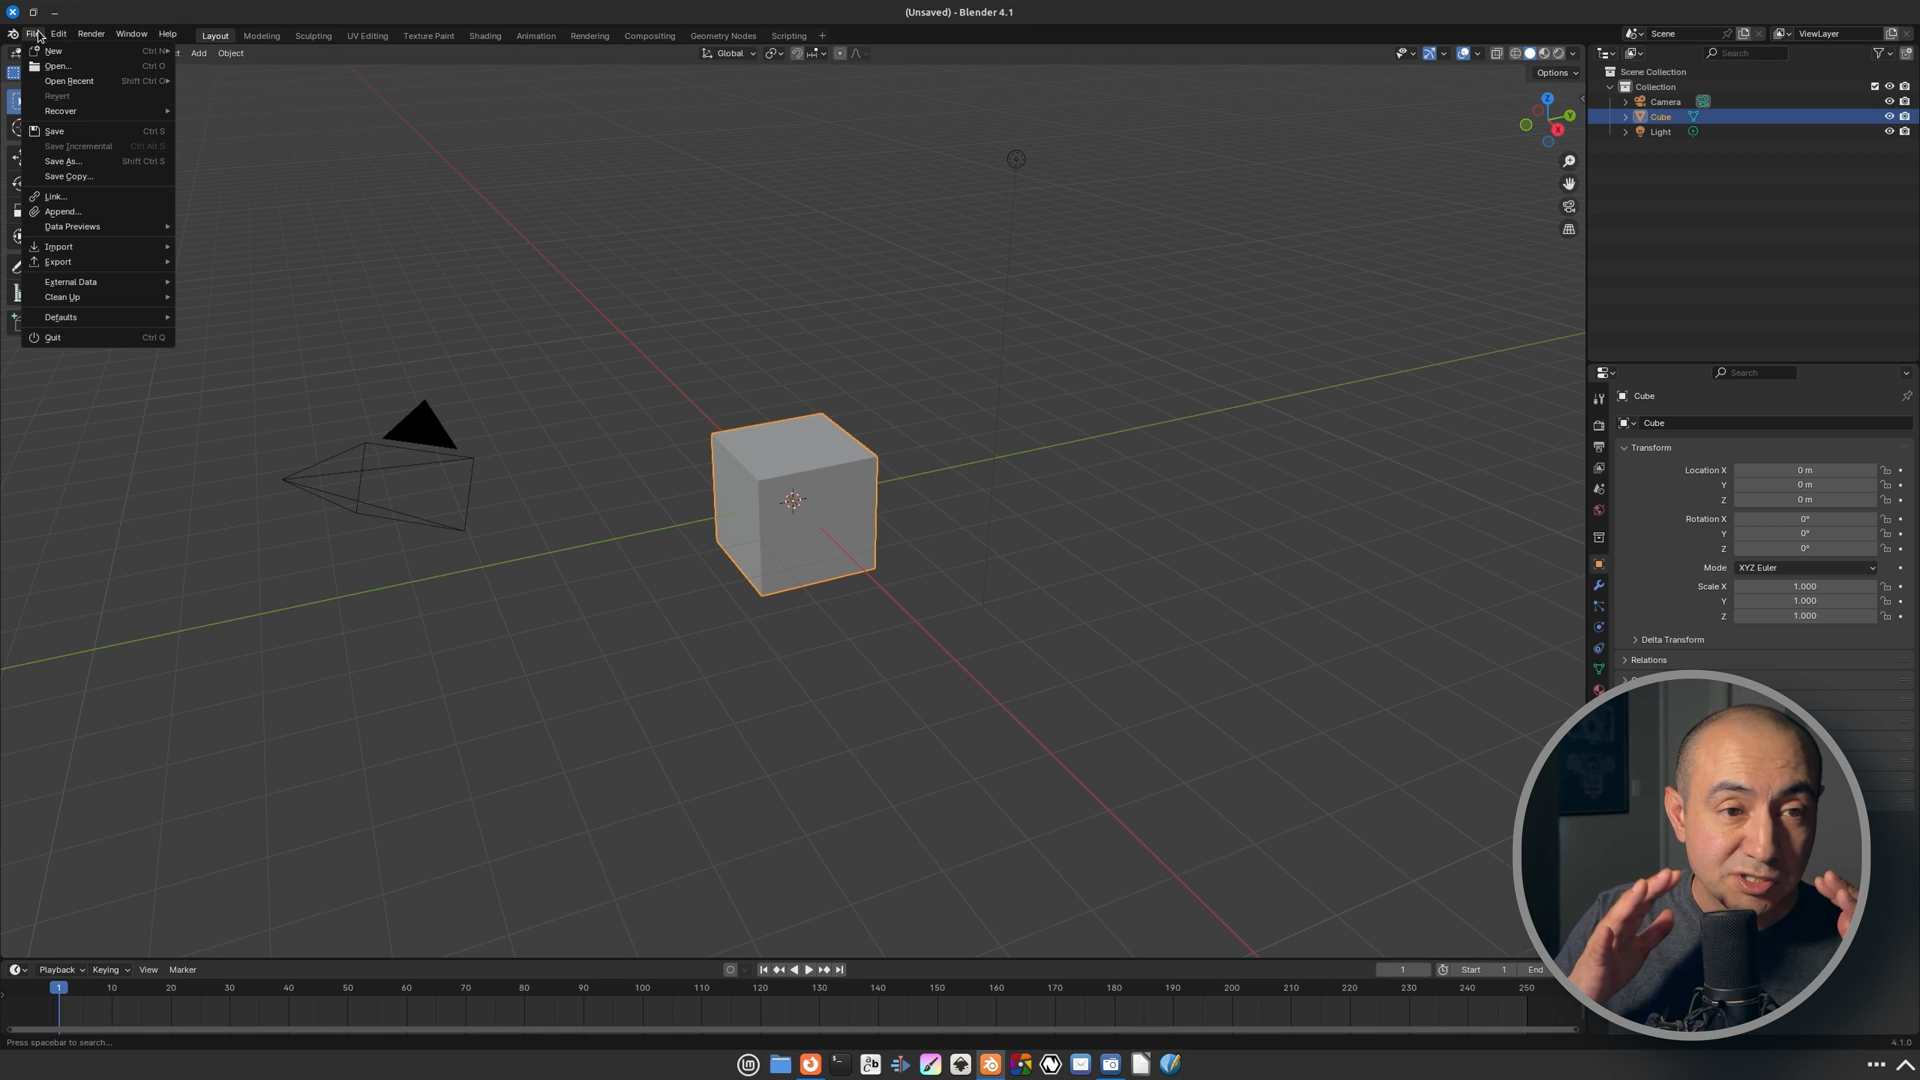 (Unsaved) - Blender 4.1
File Edit Render Window Help
Layout Modeling Sculpting UV Editing Texture Paint Shading Animation Rendering Compositing Geometry Nodes Scripting +
Scene
ViewLayer
Add Object
Global
Options
Search
New Ctrl N
Open... Ctrl O
Open Recent Shift Ctrl O
Revert
Recover
Save Ctrl S
Save Incremental Ctrl Alt S
Save As... Shift Ctrl S
Save Copy...
Link...
Append...
Data Previews
Import
Export
External Data
Clean Up
Defaults
Quit Ctrl Q
Z
Y
X
Scene Collection
Collection
Camera
Cube
Light
Search
Cube
Cube
Transform
Location X 0 m
Y 0 m
Z 0 m
Rotation X 0°
Y 0°
Z 0°
Mode XYZ Euler
Scale X 1.000
Y 1.000
Z 1.000
Delta Transform
Relations
Playback Keying View Marker
1 Start 1 End
1 10 20 30 40 50 60 70 80 90 100 110 120 130 140 150 160 170 180 190 200 210 220 230 240 250
Press spacebar to search...
4.1.0